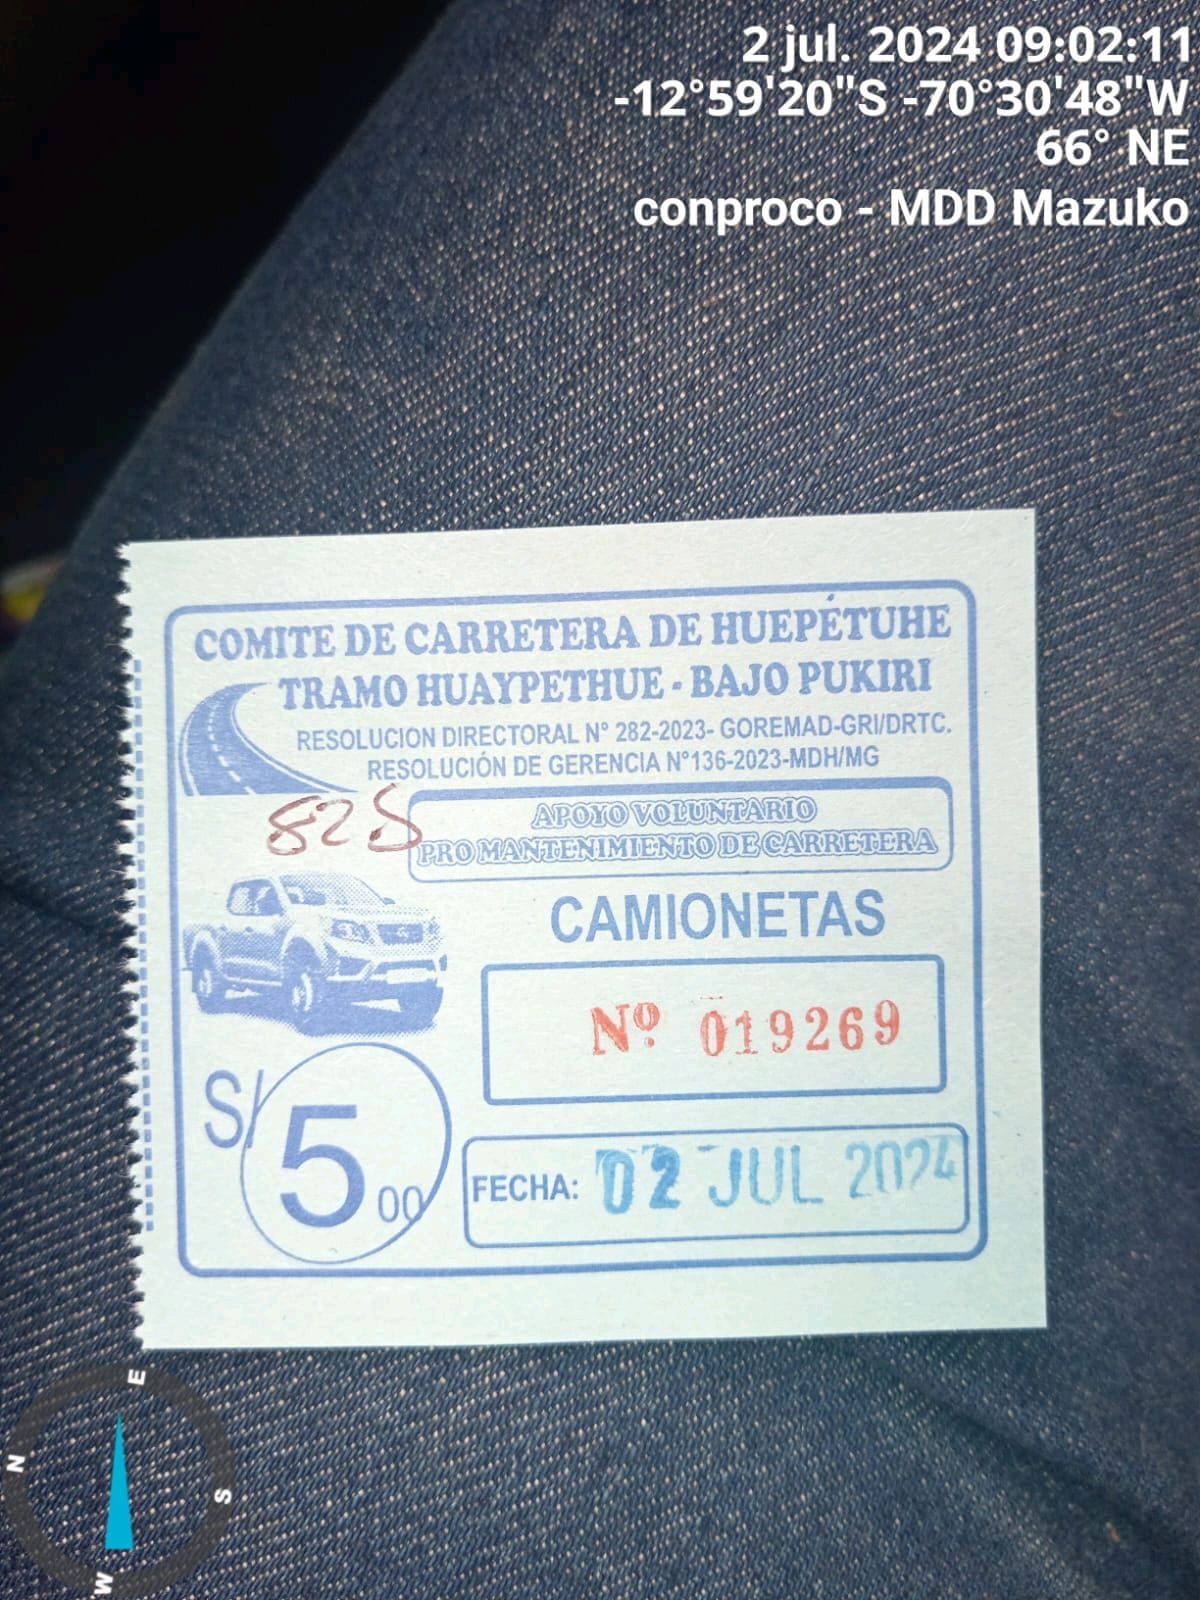 2 jul. 2024 09:02:11
-12°59'20"S -70°30'48"W
66° NE
conproco - MDD Mazuko
COMITE DE CARRETERA DE HUEPÉTUHE
TRAMO HUAYPETHUE - BAJO PUKIRI
RESOLUCION DIRECTORAL N° 282-2023- GOREMAD-GRI/DRTC.
RESOLUCIÓN DE GERENCIA N°136-2023-MDH/MG
825
APOYO VOLUNTARIO
PRO MANTENIMIENTO DE CARRETERA
CAMIONETAS
Nº 019269
S/ 5 00
FECHA: 02 JUL 2024
E
N
S
W